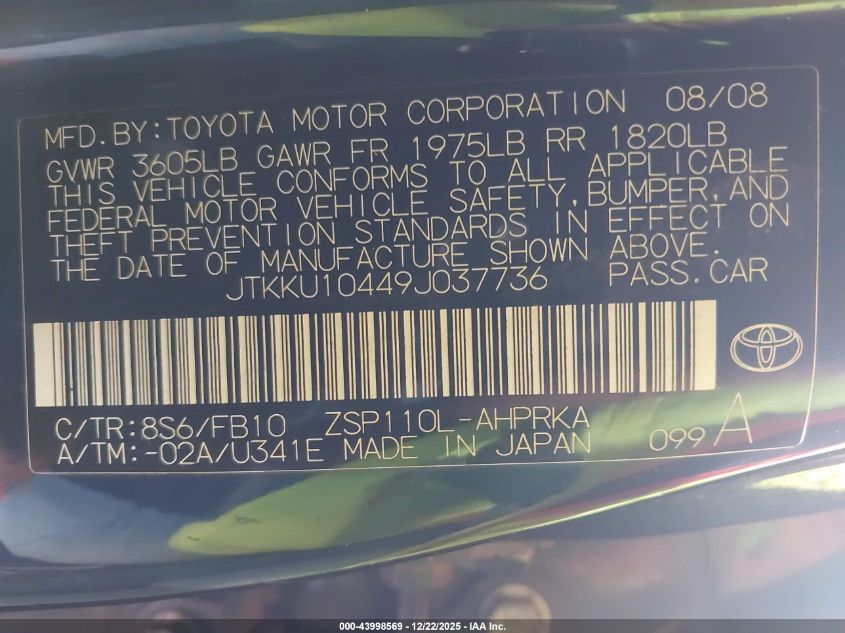 MFD.BY:TOYOTA MOTOR CORPORATION 08/08
GVWR 3605LB GAWR FR 1975LB RR 1820LB
THIS VEHICLE CONFORMS TO ALL APPLICABLE
FEDERAL MOTOR VEHICLE SAFETY,BUMPER,AND
THEFT PREVENTION STANDARDS IN EFFECT ON
THE DATE OF MANUFACTURE SHOWN ABOVE.
JTKKU10449J037736 PASS.CAR
C/TR:8S6/FB10 ZSP110L-AHPRKA
A/TM:-02A/U341E MADE IN JAPAN 099 A
000-43998569 | 12/22/2025 - IAA, Inc.